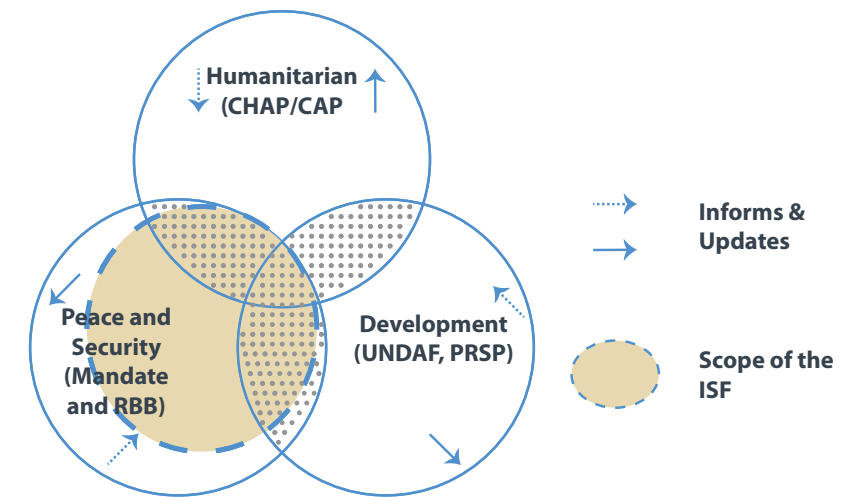 Humanitarian
(CHAP/CAP
Peace and
Security
(Mandate
and RBB)
Development
(UNDAF, PRSP)
Informs &
Updates
Scope of the
ISF